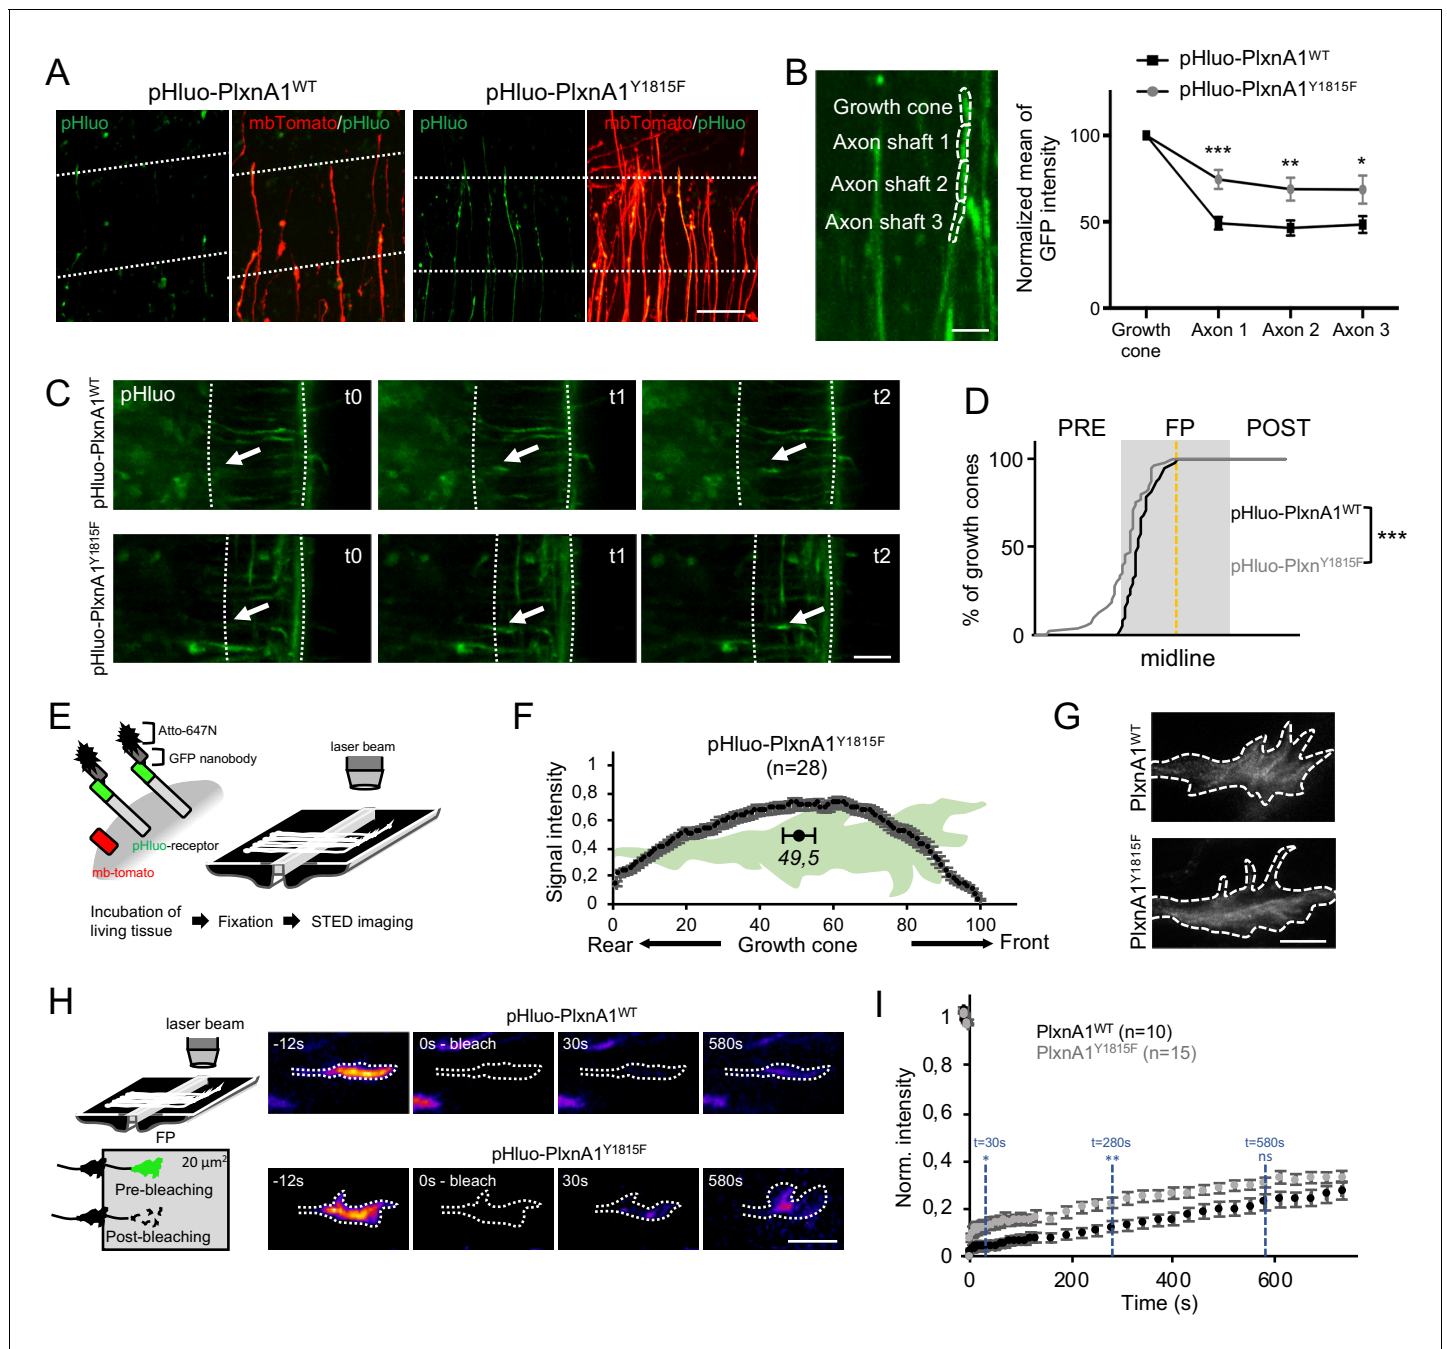 A
pHluo-PlxnA1WT
pHluo-PlxnA1Y1815F
pHluo
mbTomato/pHluo
pHluo
mbTomato/pHluo
B
Growth cone
Axon shaft 1
Axon shaft 2
Axon shaft 3
pHluo-PlxnA1WT
pHluo-PlxnA1Y1815F
Normalized mean of
GFP intensity
100
50
0
***
**
*
Growth
cone
Axon 1
Axon 2
Axon 3
C
pHluo-PlxnA1WT
pHluo
t0
t1
t2
pHluo-PlxnA1Y1815F
t0
t1
t2
D
PRE
FP
POST
% of growth cones
100
50
0
pHluo-PlxnA1WT
pHluo-PlxnY1815F
***
midline
E
Atto-647N
GFP nanobody
laser beam
pHluo-receptor
mb-tomato
Incubation of
living tissue
Fixation
STED imaging
F
pHluo-PlxnA1Y1815F
(n=28)
Signal intensity
1
0,8
0,6
0,4
0,2
0
49,5
0
20
40
60
80
100
Rear
Growth cone
Front
G
PlxnA1WT
PlxnA1Y1815F
H
laser beam
FP
20 µm2
Pre-bleaching
Post-bleaching
pHluo-PlxnA1WT
-12s
0s - bleach
30s
580s
pHluo-PlxnA1Y1815F
-12s
0s - bleach
30s
580s
I
PlxnA1WT (n=10)
PlxnA1Y1815F (n=15)
Norm. intensity
1
0,8
0,6
0,4
0,2
0
t=30s
*
t=280s
**
t=580s
ns
0
200
400
600
Time (s)